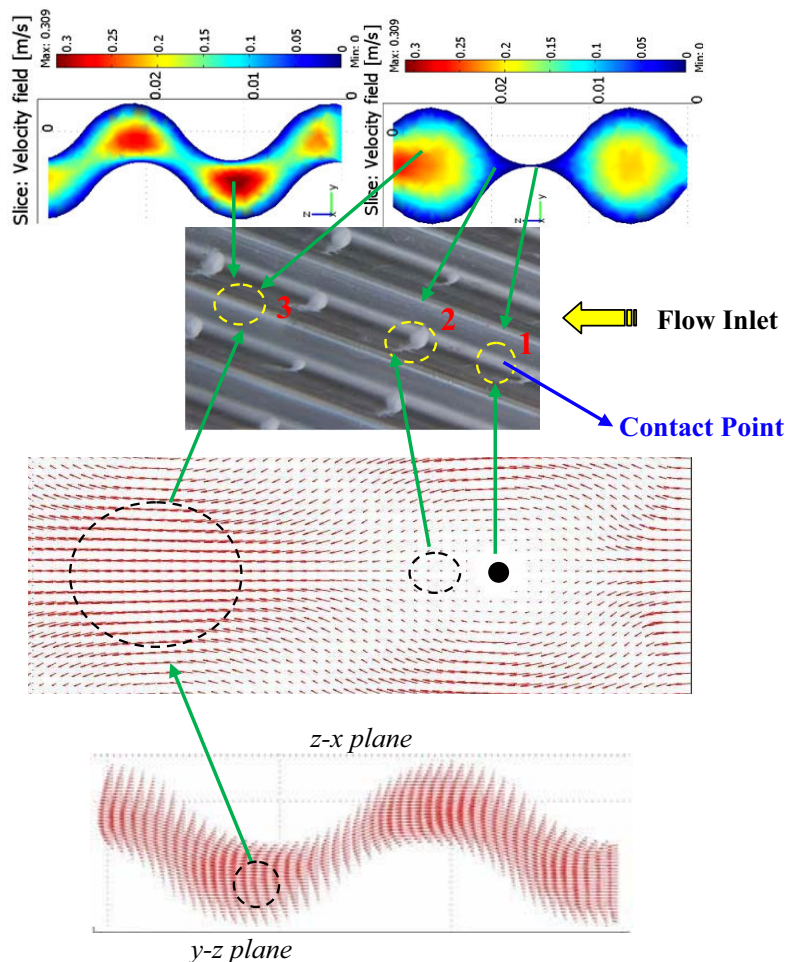 Slice: Velocity field [m/s]
Max: 0.309
0.3
0.25
0.2
0.15
0.1
0.05
0
Min: 0
0.02
0.01
0
0
z
y
x
Slice: Velocity field [m/s]
Max: 0.309
0.3
0.25
0.2
0.15
0.1
0.05
0
Min: 0
0.02
0.01
0
0
z
y
x
3
2
1
Flow Inlet
Contact Point
z-x plane
y-z plane